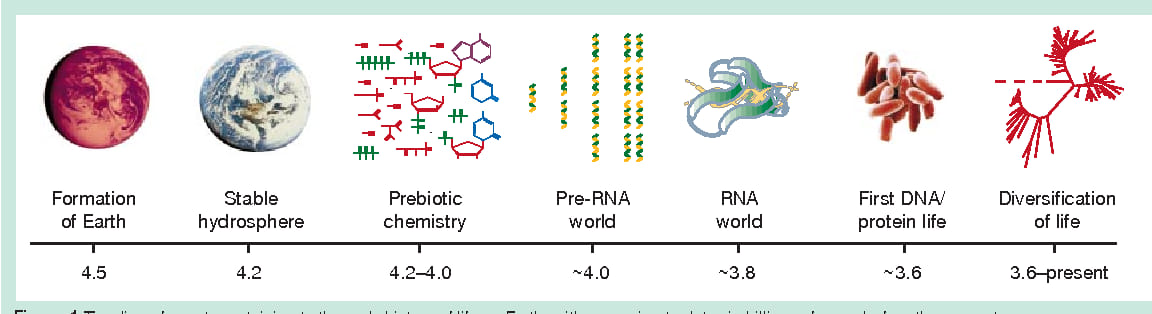 Formation
of Earth
Stable
hydrosphere
Prebiotic
chemistry
Pre-RNA
world
RNA
world
First DNA/
protein life
Diversification
of life
4.5
4.2
4.2–4.0
~4.0
~3.8
~3.6
3.6–present